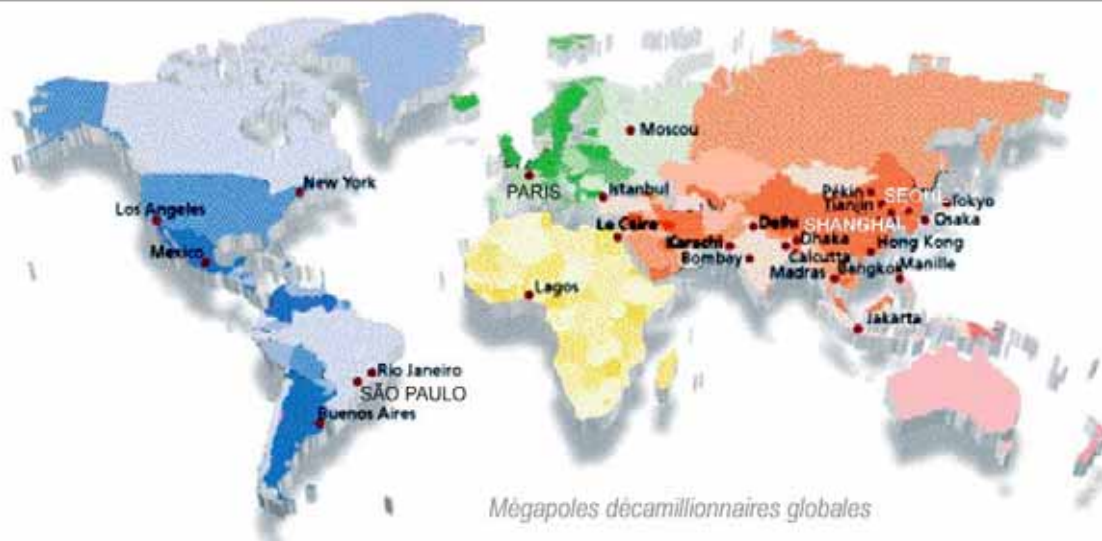 Moscou
New York
PARIS
Istanbul
Pékin
SEOUL
Tianjin
Tokyo
Los Angeles
Le Caire
Delhi
SHANGHAI
Osaka
Mexico
Karachi
Dhaka
Hong Kong
Bombay
Calcutta
Madras
Bangkok
Manille
Lagos
Jakarta
Rio Janeiro
SÃO PAULO
Buenos Aires
Mégapoles décamillionnaires globales